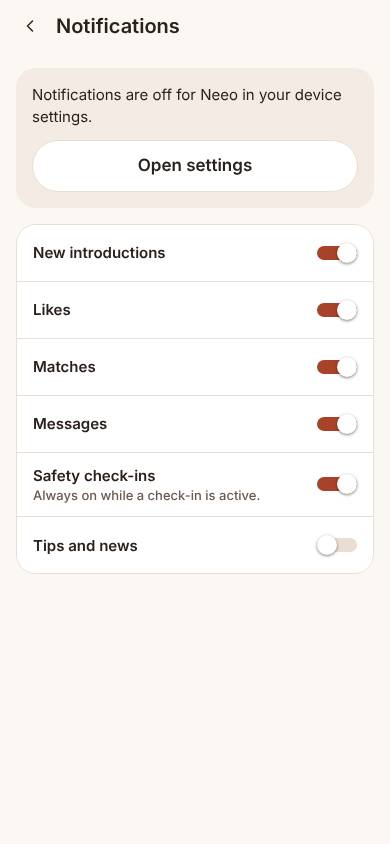 Notifications
Notifications are off for Neeo in your device
settings.
Open settings
New introductions
Likes
Matches
Messages
Safety check-ins
Always on while a check-in is active.
Tips and news